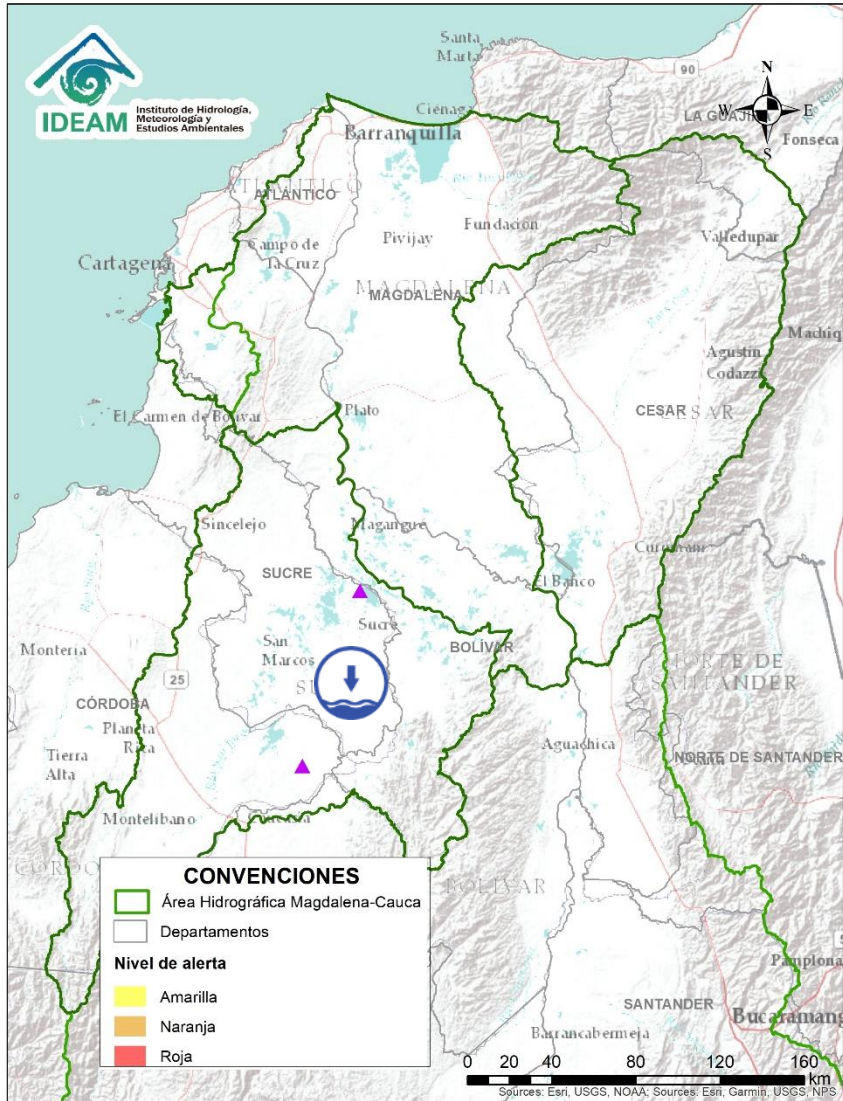 IDEAM
Instituto de Hidrología,
Meteorología y
Estudios Ambientales
Santa
Marta
90
N
W
E
S
Ciénaga
Barranquilla
LA GUAJIRA
Fonseca
ATLANTICO
ATLÁNTICO
Fundación
Valledupar
Pivijay
Campo de
la Cruz
Cartagena
MAGDALENA
MAGDALENA
Agustín
Codazzi
CESAR
CESAR
El Carmen de Bolívar
Plato
Sincelejo
Magangue
Curumaní
El Banco
SUCRE
Sucre
San
Marcos
BOLÍVAR
Montería
25
NORTE DE
SANTANDER
CÓRDOBA
Planeta
Rica
Tierra
Alta
Aguachica
NORTE DE SANTANDER
Montelíbano
BOLÍVAR
CONVENCIONES
Área Hidrográfica Magdalena-Cauca
Departamentos
Nivel de alerta
Amarilla
Naranja
Roja
Pamplona
SANTANDER
Bucaramang
Barrancabermeja
0 20 40 80 120 160
km
Sources: Esri, USGS, NOAA; Sources: Esri, Garmin, USGS, NPS